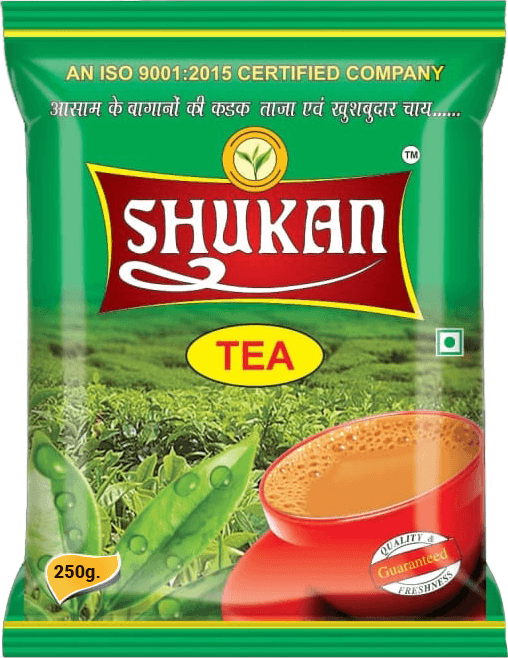 AN ISO 9001:2015 CERTIFIED COMPANY
आसाम के बागानों की कडक ताजा एवं खुशबुदार चाय......
TM
SHUKAN
TEA
QUALITY &
Guaranteed
FRESHNESS
250g.